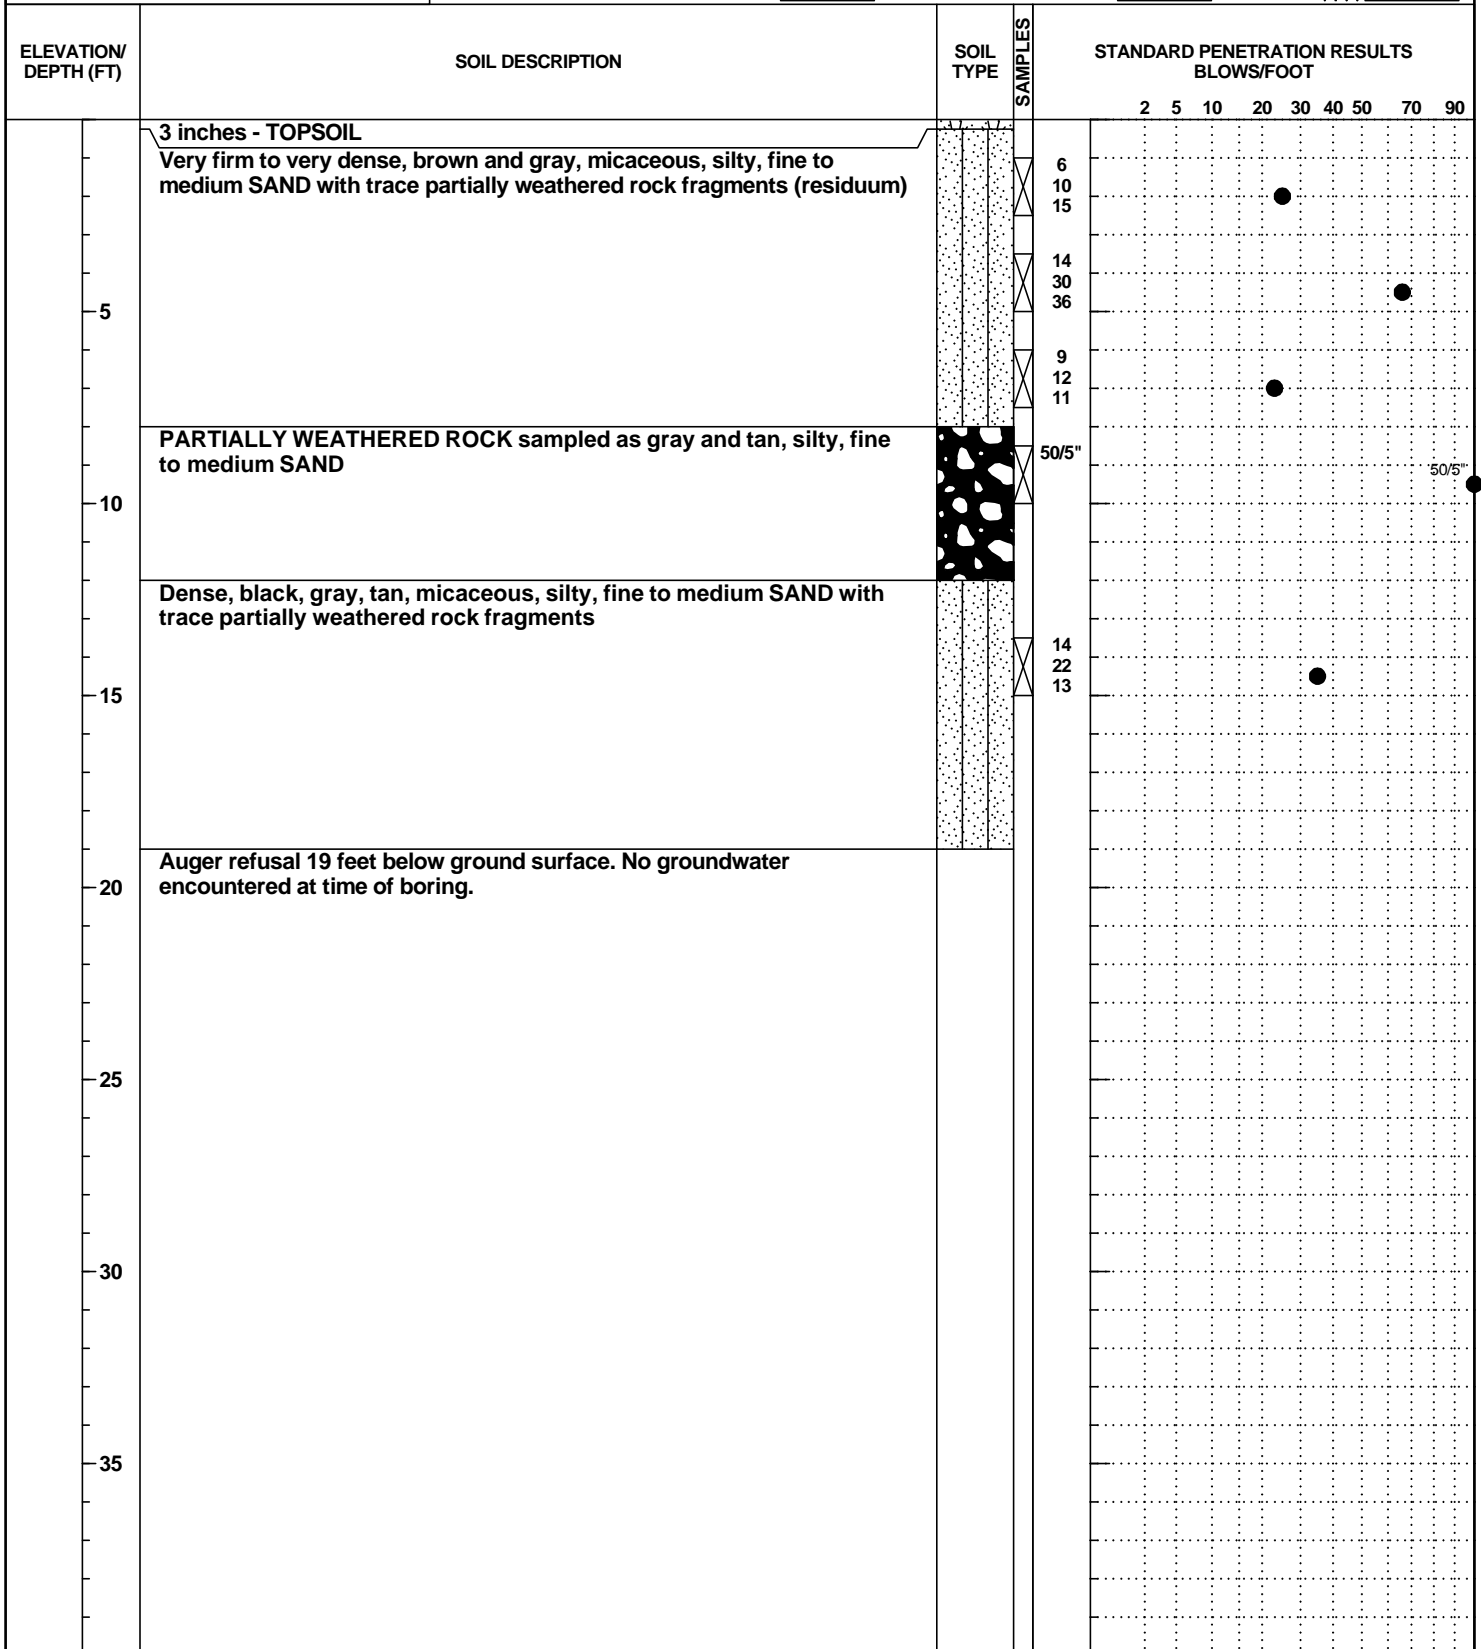 ELEVATION/
DEPTH (FT)
SOIL DESCRIPTION
SOIL
TYPE
SAMPLES
STANDARD PENETRATION RESULTS
BLOWS/FOOT
2 5 10 20 30 40 50 70 90
3 inches - TOPSOIL
Very firm to very dense, brown and gray, micaceous, silty, fine to
medium SAND with trace partially weathered rock fragments (residuum)
6
10
15
14
30
36
5
9
12
11
PARTIALLY WEATHERED ROCK sampled as gray and tan, silty, fine
to medium SAND
50/5"
50/5"
10
Dense, black, gray, tan, micaceous, silty, fine to medium SAND with
trace partially weathered rock fragments
14
22
13
15
Auger refusal 19 feet below ground surface. No groundwater
encountered at time of boring.
20
25
30
35